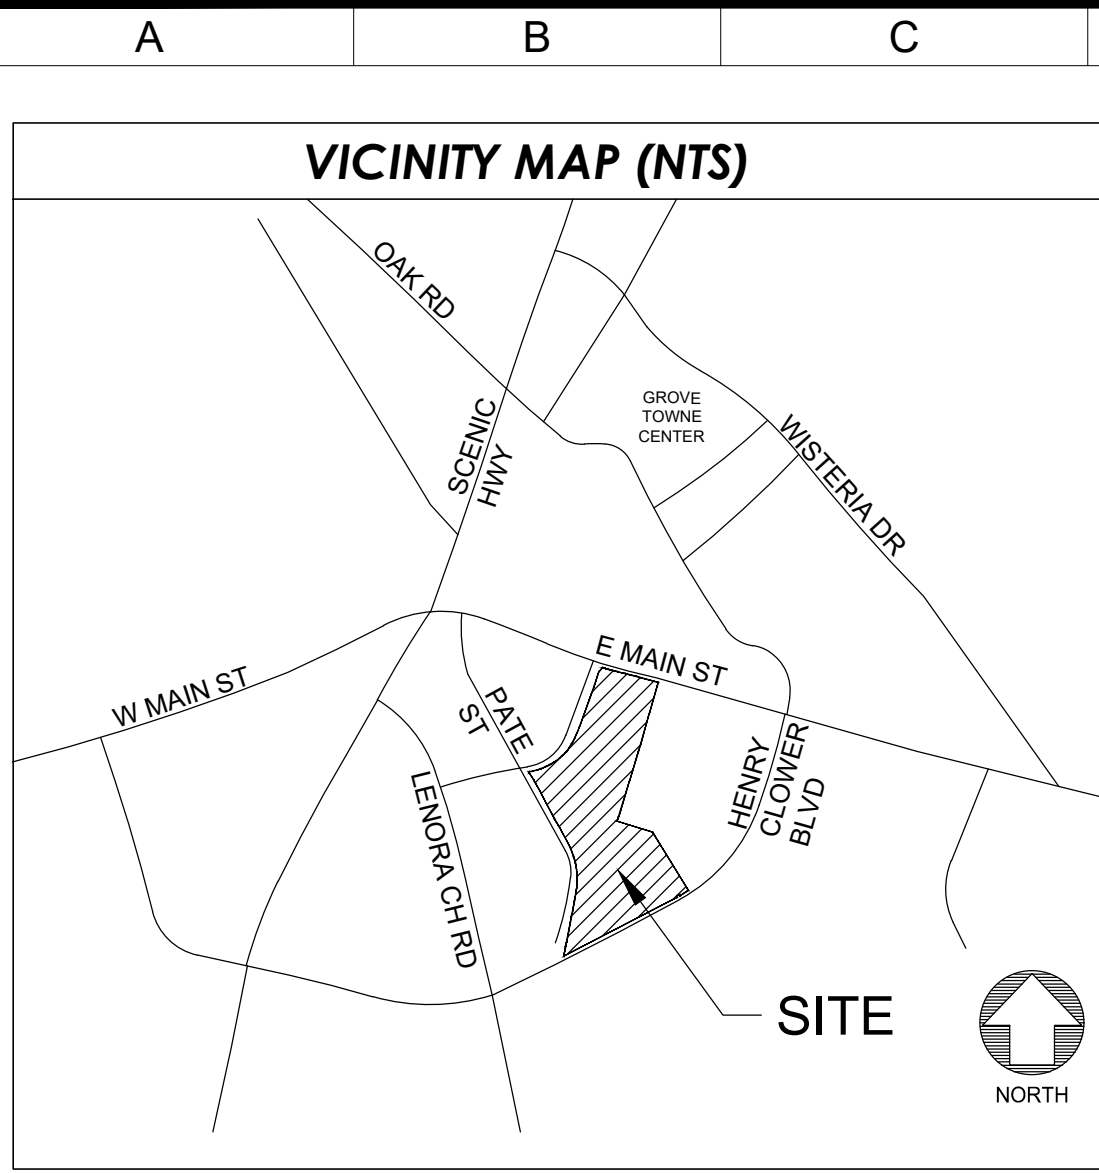 A
B
C
VICINITY MAP (NTS)
OAK RD
SCENIC
HWY
GROVE
TOWNE
CENTER
WISTERIA DR
E MAIN ST
W MAIN ST
PATE
ST
HENRY
CLOWER
BLVD
LENORA CH RD
SITE
NORTH